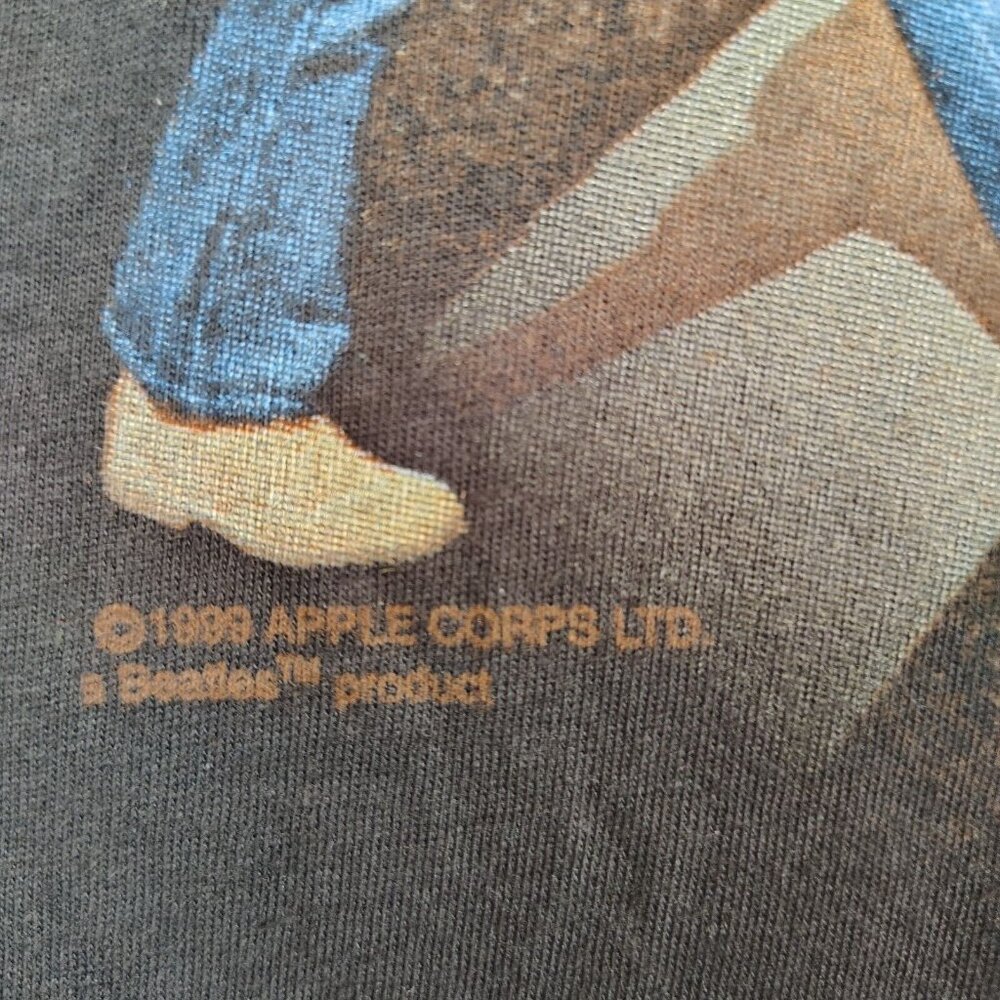 ©1999 APPLE CORPS LTD.
a Beatles™ product